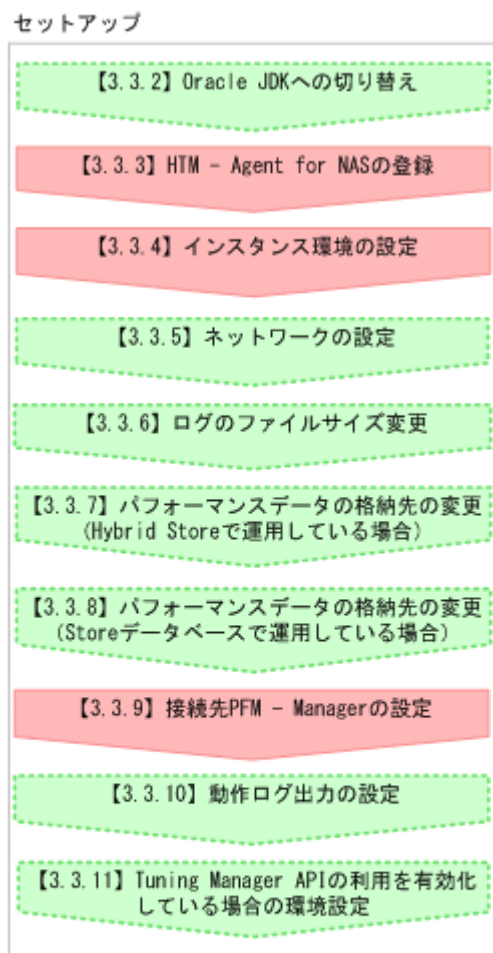 セットアップ
【3.3.2】Oracle JDKへの切り替え
【3.3.3】HTM - Agent for NASの登録
【3.3.4】インスタンス環境の設定
【3.3.5】ネットワークの設定
【3.3.6】ログのファイルサイズ変更
【3.3.7】パフォーマンスデータの格納先の変更
(Hybrid Storeで運用している場合)
【3.3.8】パフォーマンスデータの格納先の変更
(Storeデータベースで運用している場合)
【3.3.9】接続先PFM - Managerの設定
【3.3.10】動作ログ出力の設定
【3.3.11】Tuning Manager APIの利用を有効化
している場合の環境設定